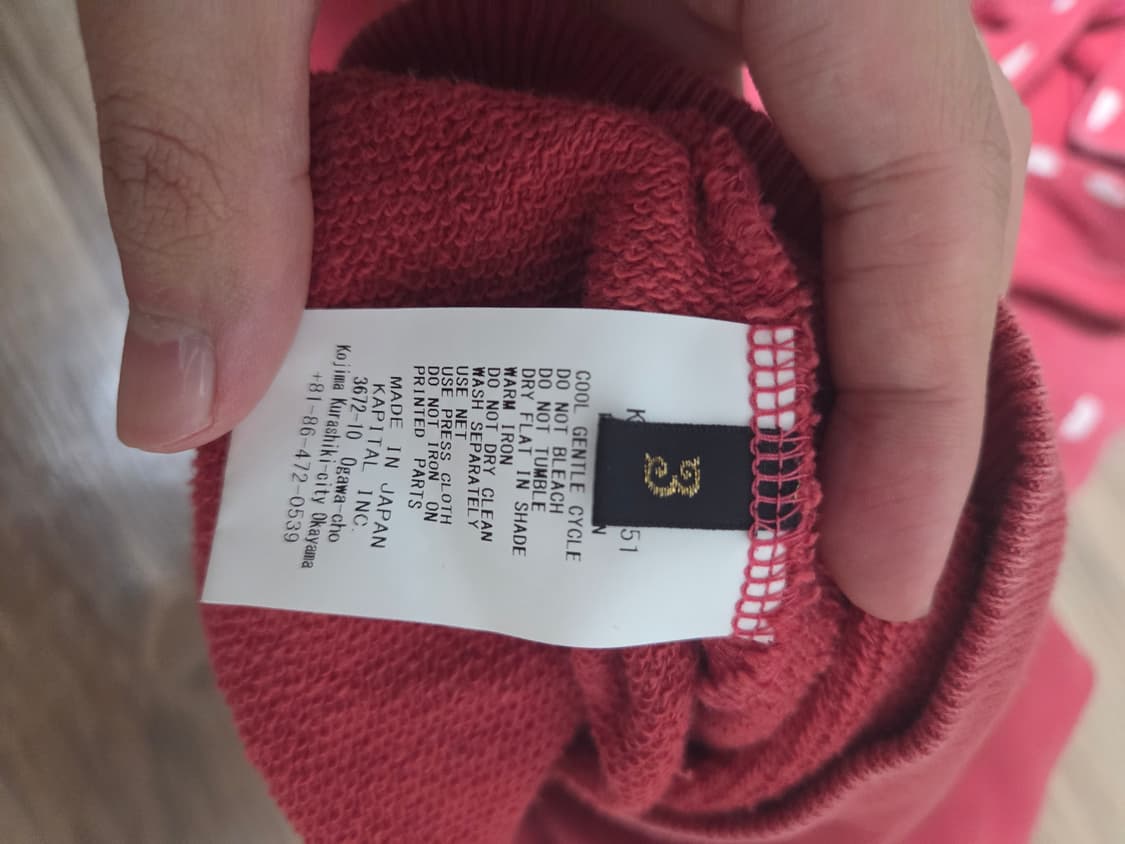 3
51
COOL GENTLE CYCLE
DO NOT BLEACH
DO NOT TUMBLE
DRY FLAT IN SHADE
WARM IRON
DO NOT DRY CLEAN
WASH SEPARATELY
USE NET
USE PRESS CLOTH
DO NOT IRON ON
PRINTED PARTS
MADE IN JAPAN
KAPITAL INC.
3672-10 Ogawa-cho
Kojima Kurashiki-city Okayama
+81-86-472-0539